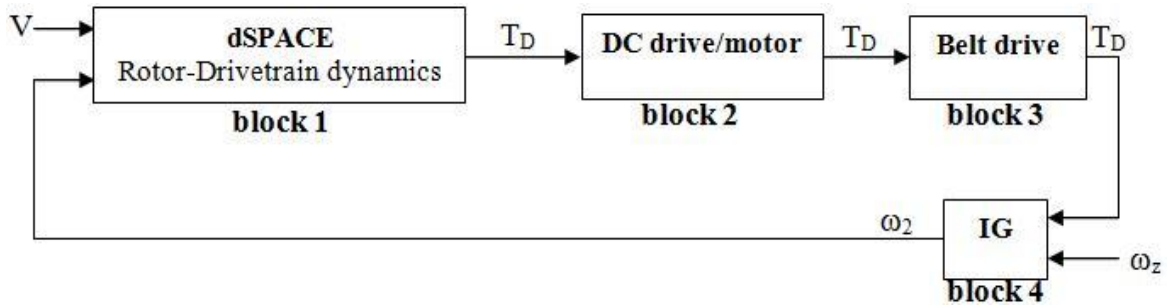 V
dSPACE
Rotor-Drivetrain dynamics
block 1
T_D
DC drive/motor
block 2
T_D
Belt drive
block 3
T_D
ω₂
IG
block 4
ω_z